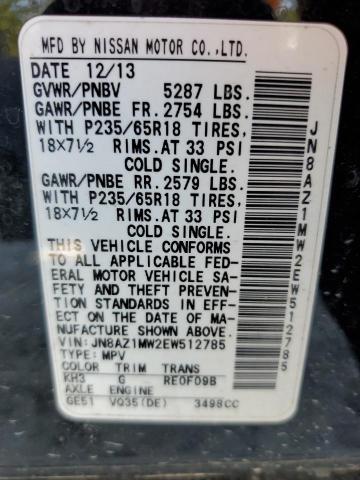 MFD BY NISSAN MOTOR CO.,LTD.
DATE 12/13
GVWR/PNBV 5287 LBS.
GAWR/PNBE FR. 2754 LBS.
WITH P235/65R18 TIRES,
18×7½ RIMS. AT 33 PSI
COLD SINGLE.
GAWR/PNBE RR. 2579 LBS.
WITH P235/65R18 TIRES,
18×7½ RIMS. AT 33 PSI
COLD SINGLE.
THIS VEHICLE CONFORMS
TO ALL APPLICABLE FED-
ERAL MOTOR VEHICLE SA-
FETY AND THEFT PREVEN-
TION STANDARDS IN EFF-
ECT ON THE DATE OF MA-
NUFACTURE SHOWN ABOVE.
VIN:JN8AZ1MW2EW512785
TYPE: MPV
COLOR TRIM TRANS
KH3 G RE0F09B
AXLE ENGINE
GE51 VQ35(DE) 3498CC
JN8AZ1MW2EW512785